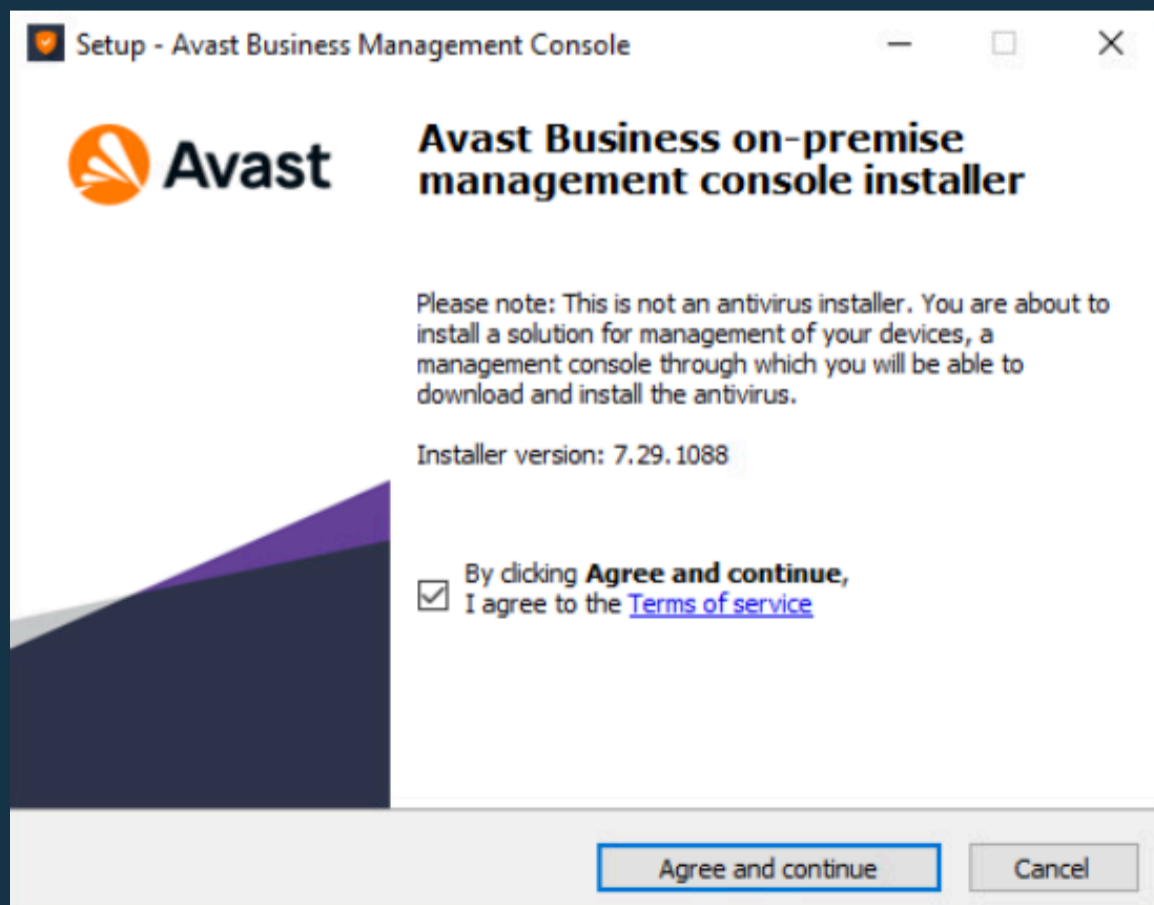 Setup - Avast Business Management Console
Avast
Avast Business on-premise
management console installer
Please note: This is not an antivirus installer. You are about to
install a solution for management of your devices, a
management console through which you will be able to
download and install the antivirus.
Installer version: 7.29.1088
By clicking Agree and continue,
I agree to the Terms of service
Agree and continue
Cancel